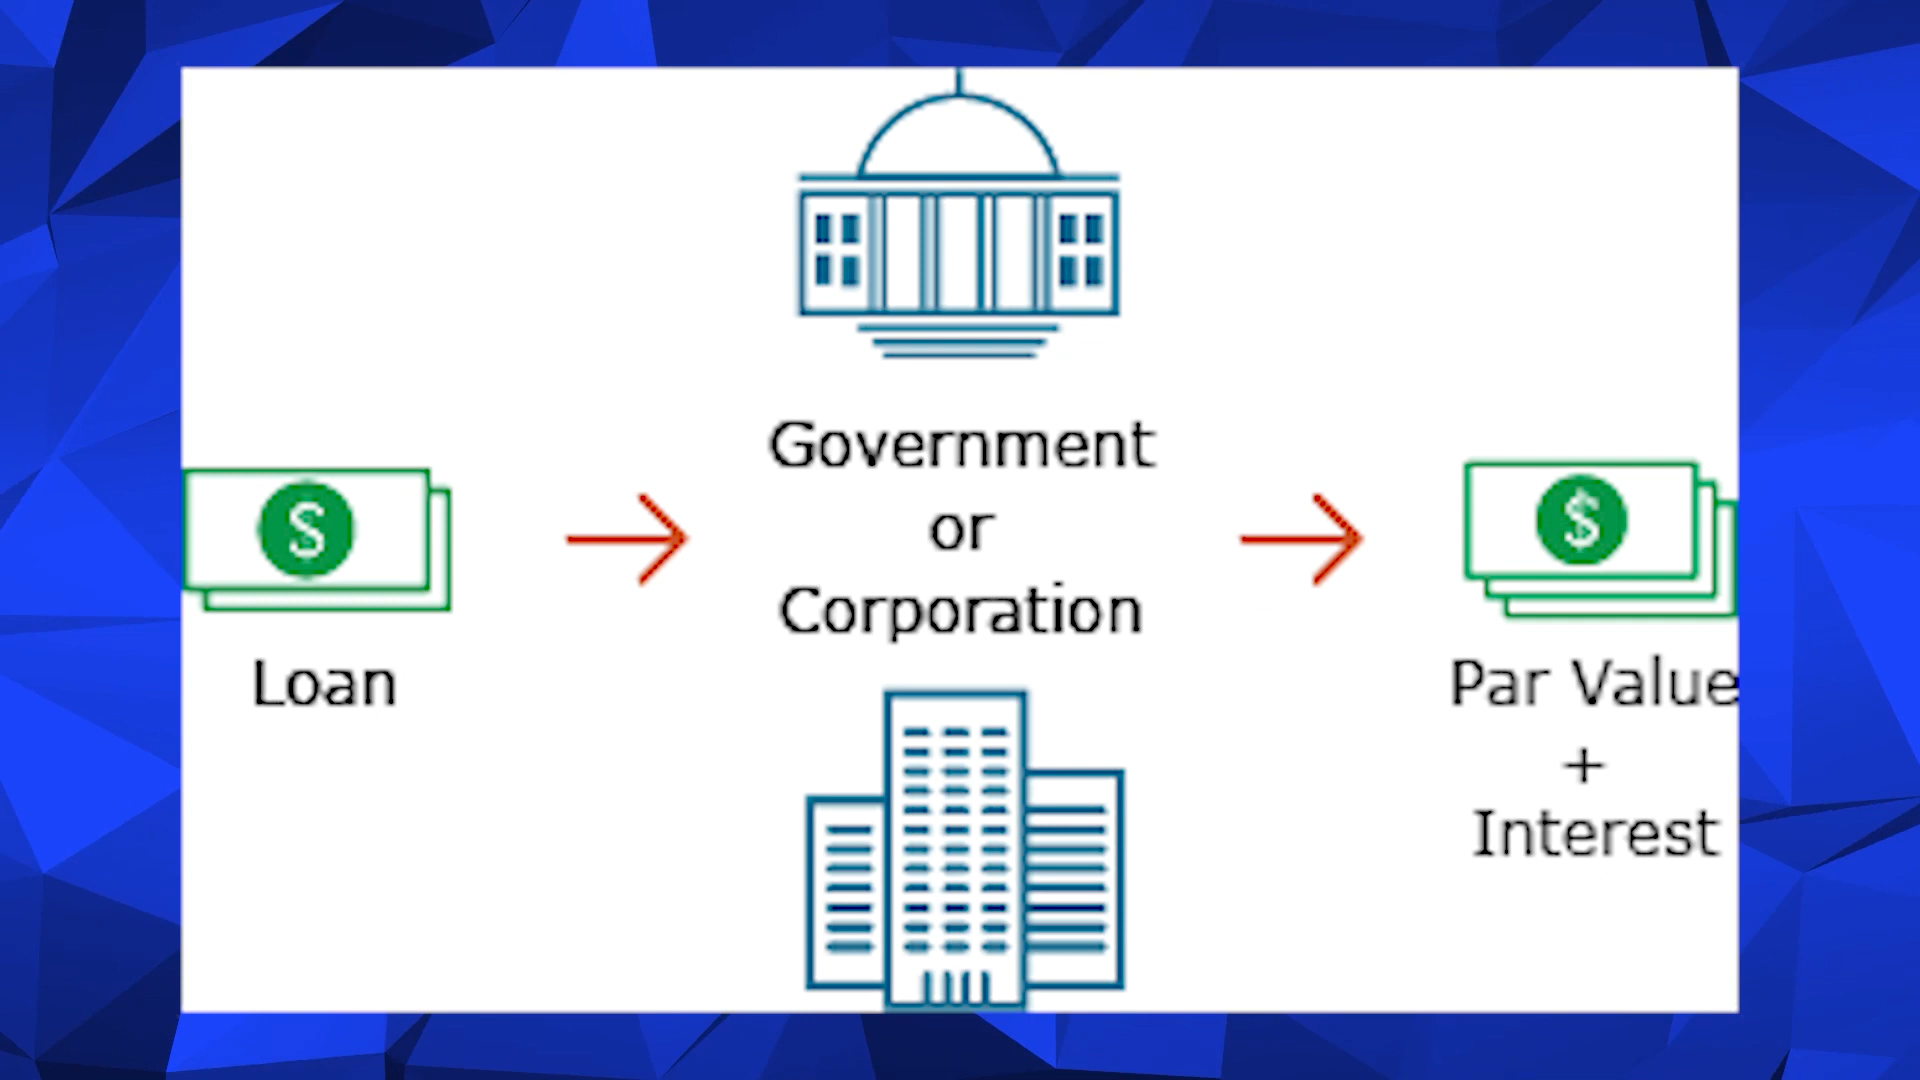 $
Loan
Government
or
Corporation
$
Par Value
+
Interest